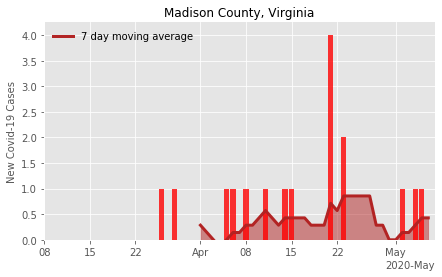 Madison County, Virginia
7 day moving average
New Covid-19 Cases
4.0
3.5
3.0
2.5
2.0
1.5
1.0
0.5
0.0
08 15 22 Apr 08 15 22 May
2020-May